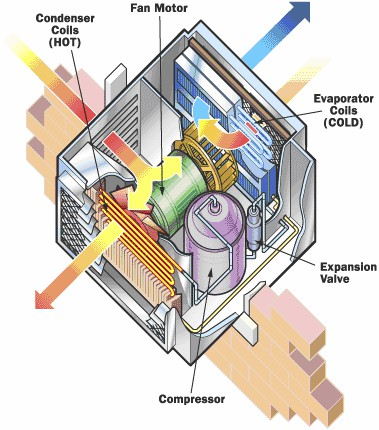 Condenser
Coils
(HOT)
Fan Motor
Evaporator
Coils
(COLD)
Expansion
Valve
Compressor